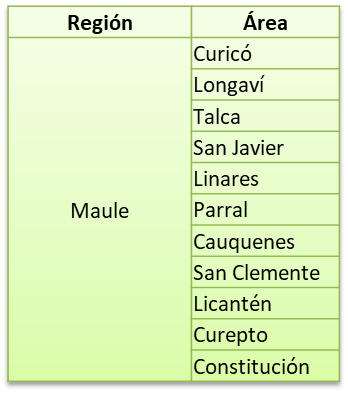 Región Área
Curicó
Longaví
Talca
San Javier
Linares
Maule Parral
Cauquenes
San Clemente
Licantén
Curepto
Constitución